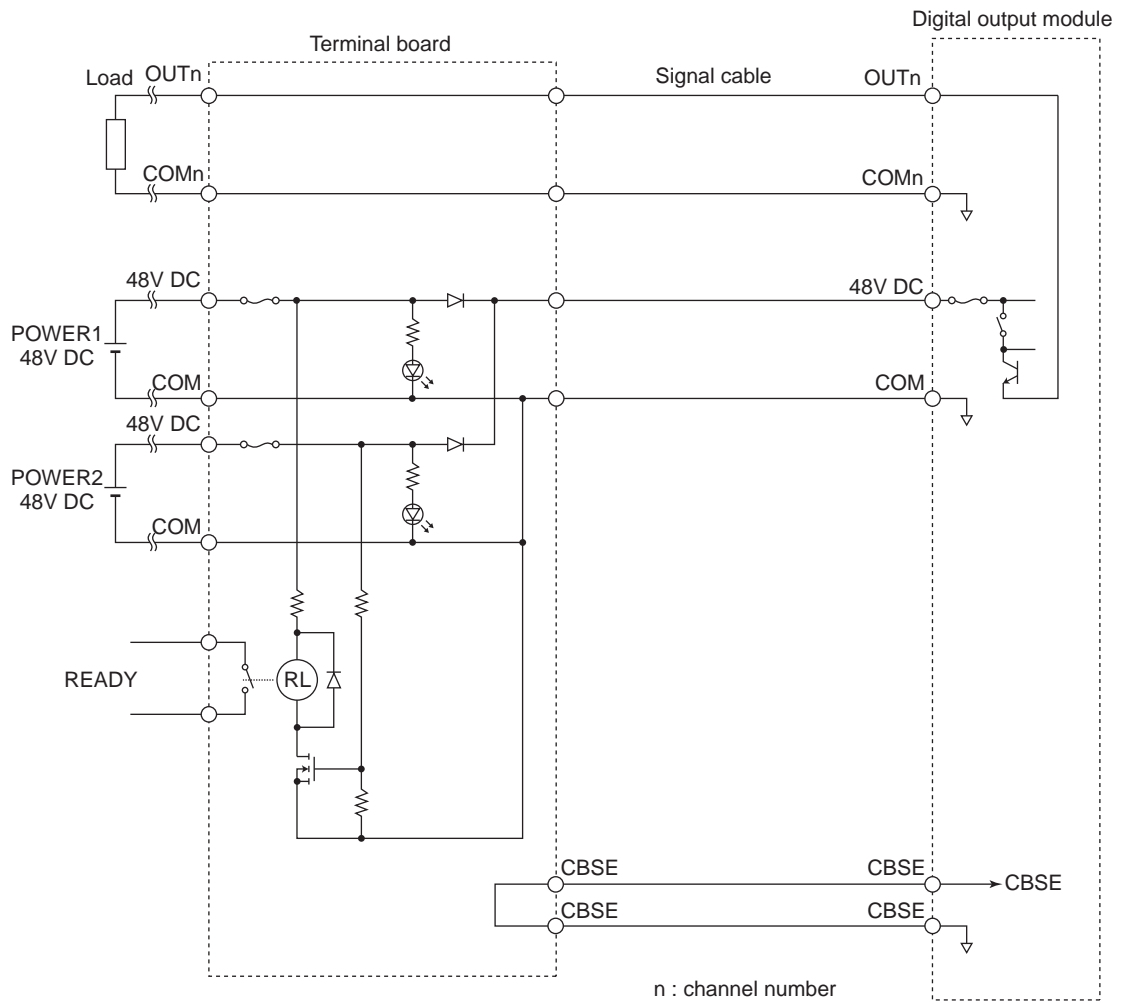 Digital output module
Terminal board
Load
OUTn
Signal cable
OUTn
COMn
COMn
48V DC
48V DC
POWER1
48V DC
COM
COM
48V DC
POWER2
48V DC
COM
READY
RL
CBSE
CBSE
CBSE
CBSE
CBSE
n : channel number